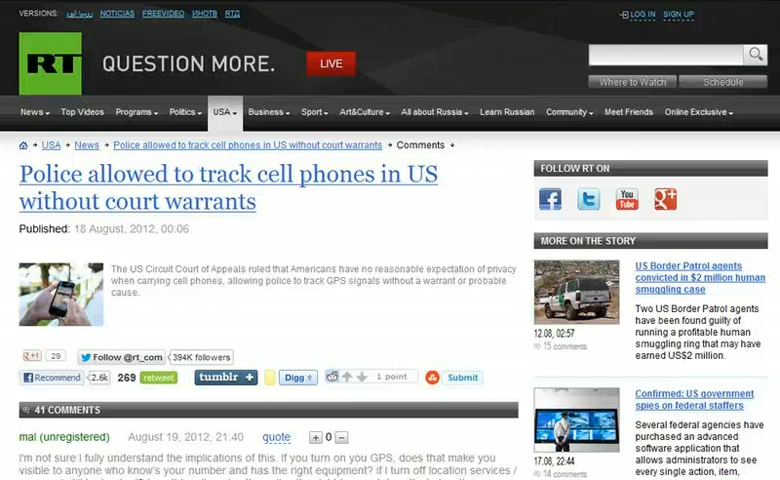 VERSIONS: روسيا اليوم NOTICIAS FREEVIDEO ИНОТВ RTД
LOG IN SIGN UP
RT QUESTION MORE. LIVE
Where to Watch Schedule
News Top Videos Programs Politics USA Business Sport Art&Culture All about Russia Learn Russian Community Meet Friends Online Exclusive
USA → News → Police allowed to track cell phones in US without court warrants → Comments
Police allowed to track cell phones in US
without court warrants
Published: 18 August, 2012, 00:06
The US Circuit Court of Appeals ruled that Americans have no reasonable expectation of privacy
when carrying cell phones, allowing police to track GPS signals without a warrant or probable
cause.
+1 29 Follow @rt_com 394K followers
Recommend 2.6k 269 retweet tumblr + Digg 1 point Submit
41 COMMENTS
mal (unregistered) August 19, 2012, 21:40 quote + 0 −
I'm not sure I fully understand the implications of this. If you turn on you GPS, does that make you
visible to anyone who know's your number and has the right equipment? if I turn off location services /
FOLLOW RT ON
You Tube
MORE ON THE STORY
US Border Patrol agents
convicted in $2 million human
smuggling case
12.08, 02:57
15 comments
Two US Border Patrol agents
have been found guilty of
running a profitable human
smuggling ring that may have
earned US$2 million.
Confirmed: US government
spies on federal staffers
17.08, 22:44
14 comments
Several federal agencies have
purchased an advanced
software application that
allows administrators to see
every single action, item,